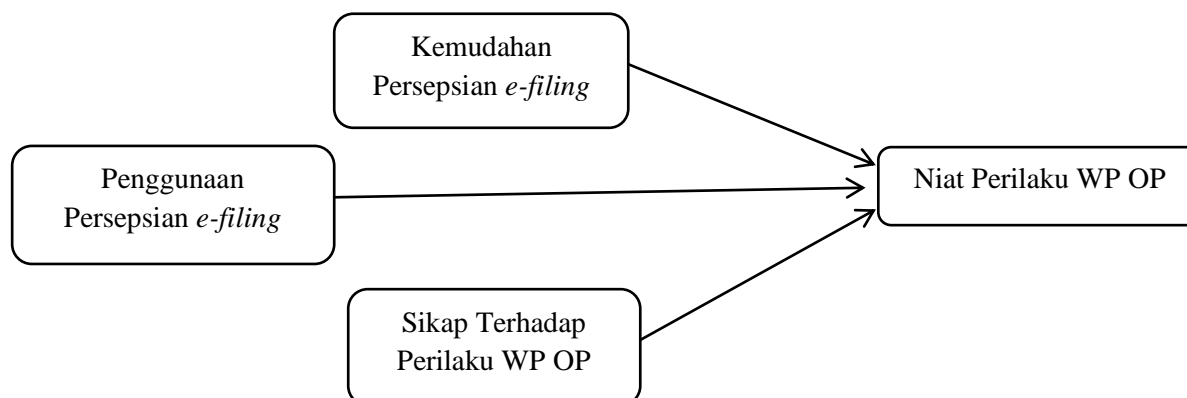 Kemudahan
Persepsian e-filing
Penggunaan
Persepsian e-filing
Niat Perilaku WP OP
Sikap Terhadap
Perilaku WP OP